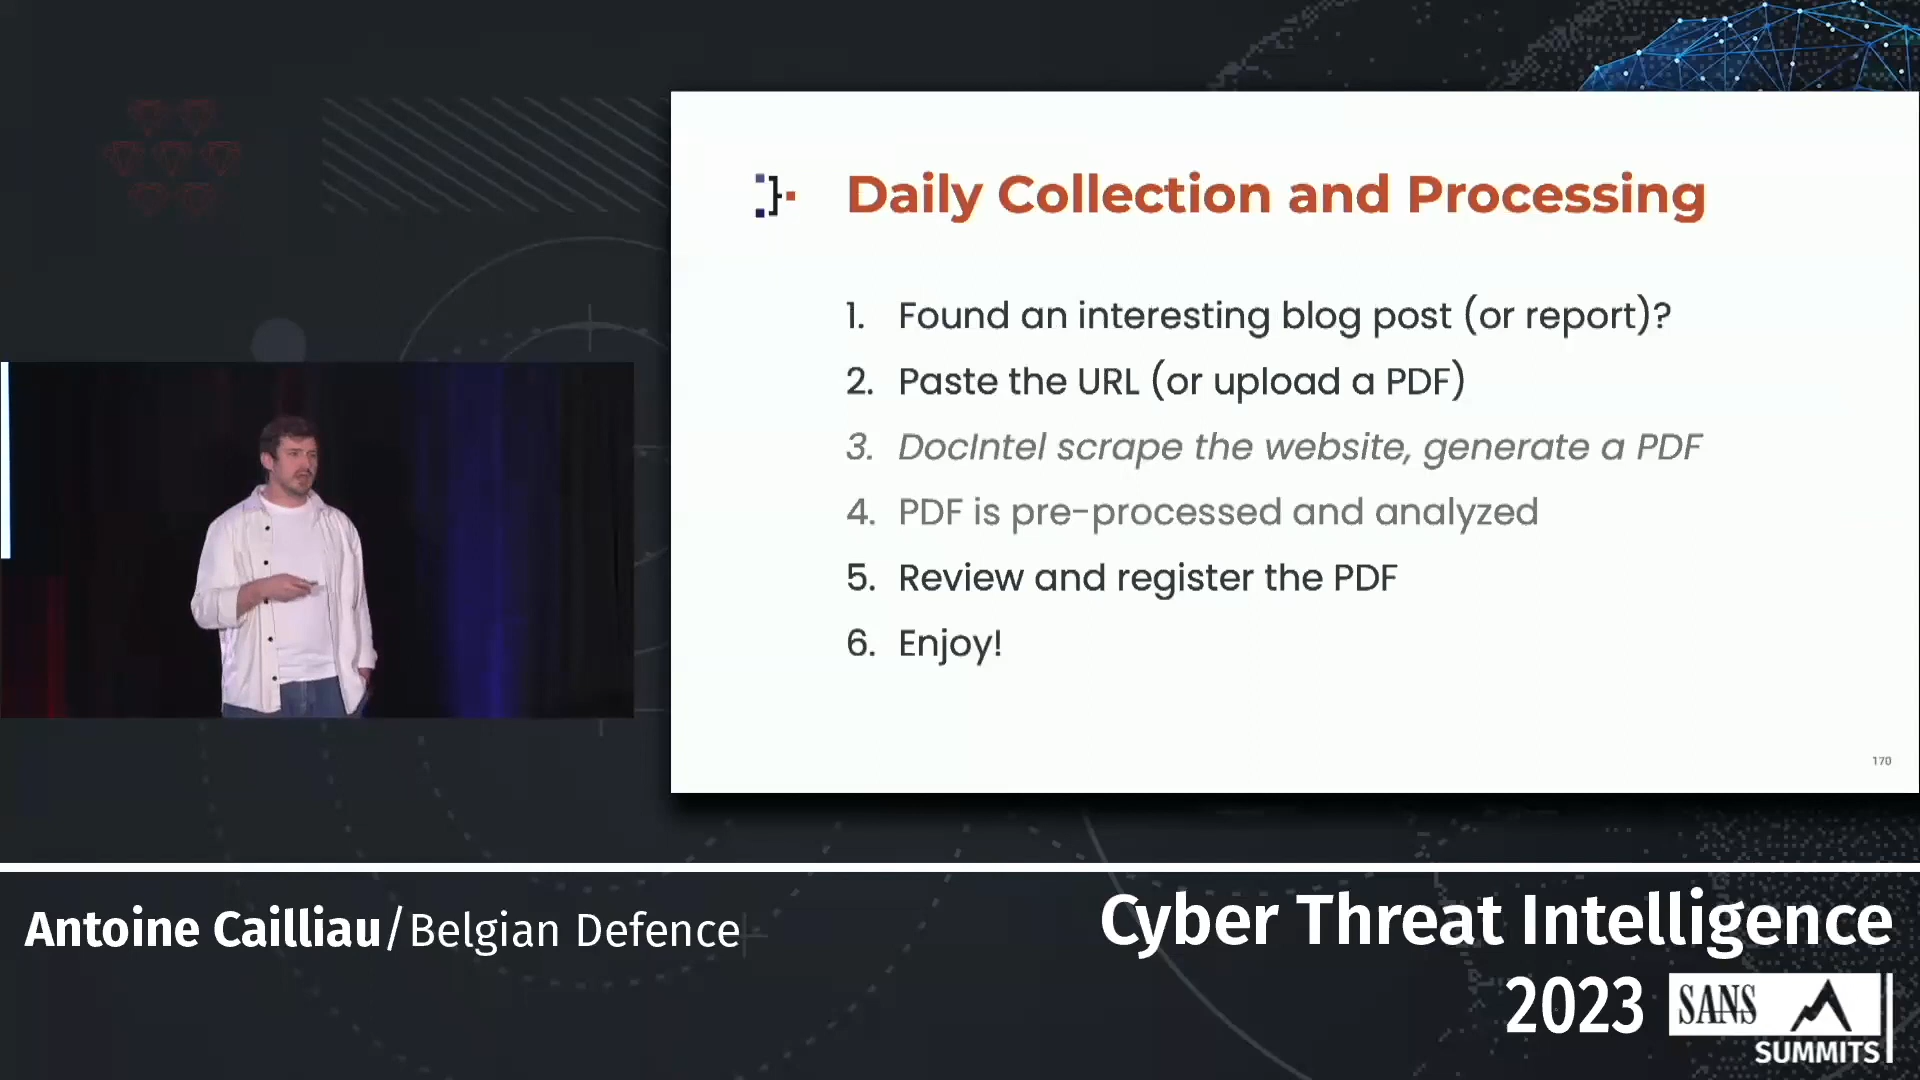 Daily Collection and Processing
1. Found an interesting blog post (or report)?
2. Paste the URL (or upload a PDF)
3. DocIntel scrape the website, generate a PDF
4. PDF is pre-processed and analyzed
5. Review and register the PDF
6. Enjoy!
170
Antoine Cailliau/Belgian Defence
Cyber Threat Intelligence
2023
SANS
SUMMITS